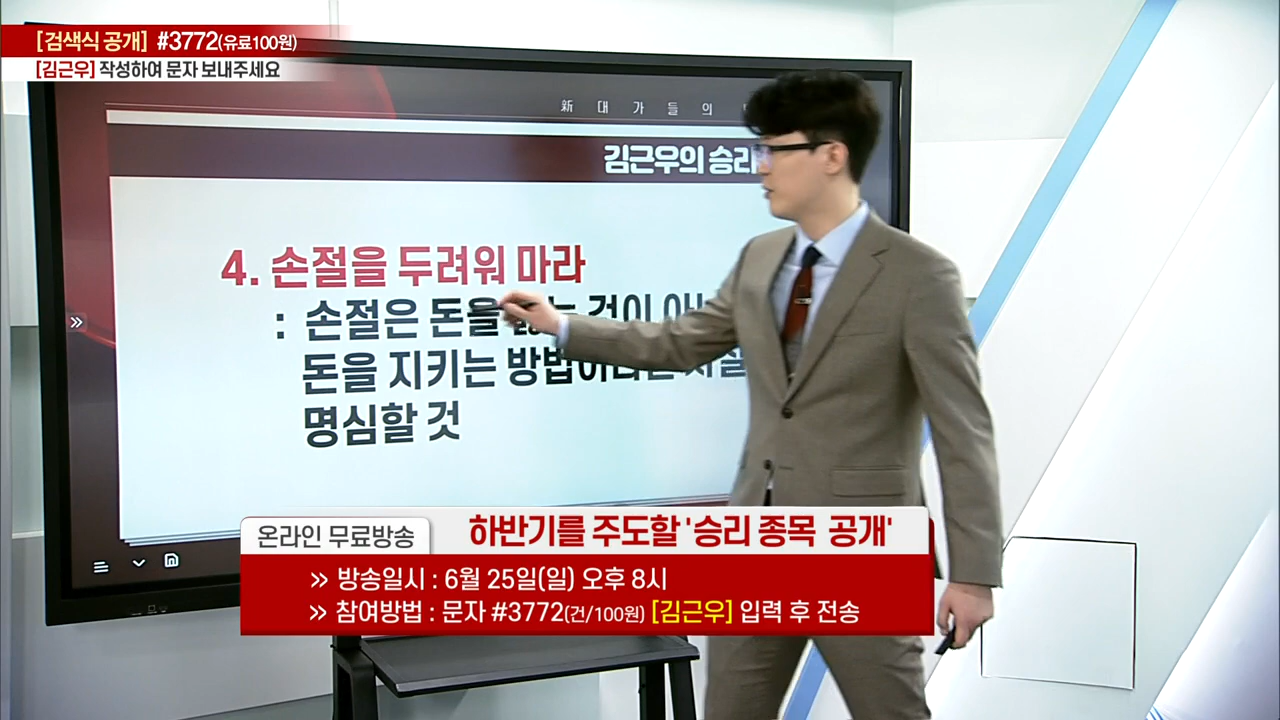 [검색식 공개] #3772(유료100원)
[김근우] 작성하여 문자 보내주세요
新 대 가 들 의
김근우의 승리
4. 손절을 두려워 마라
: 손절은 돈을 것이
돈을 지키는
명심할 것
온라인 무료방송
하반기를 주도할 '승리 종목 공개'
» 방송일시 : 6월 25일(일) 오후 8시
» 참여방법 : 문자 #3772(건/100원) [김근우] 입력 후 전송